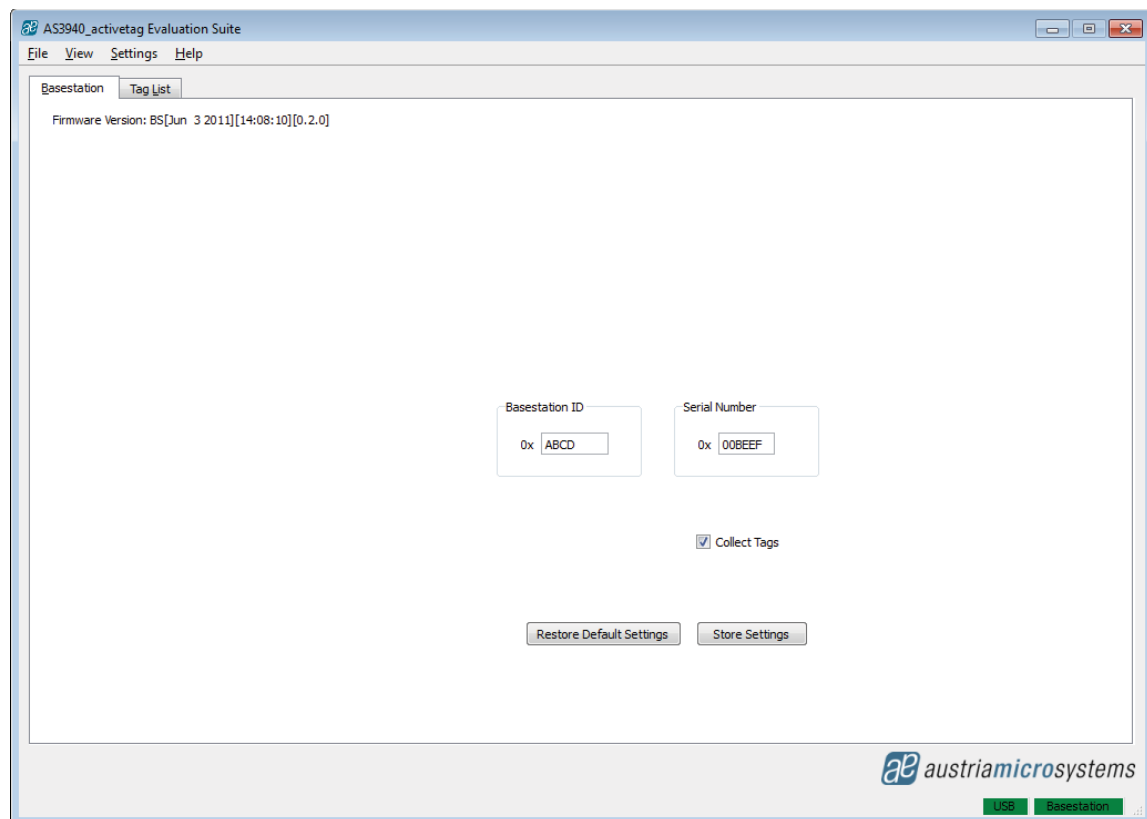 AS3940_activetag Evaluation Suite
File View Settings Help
Basestation Tag List
Firmware Version: BS[Jun  3 2011][14:08:10][0.2.0]
Basestation ID Serial Number
0x ABCD 0x 00BEEF
Collect Tags
Restore Default Settings Store Settings
austriamicrosystems
USB Basestation